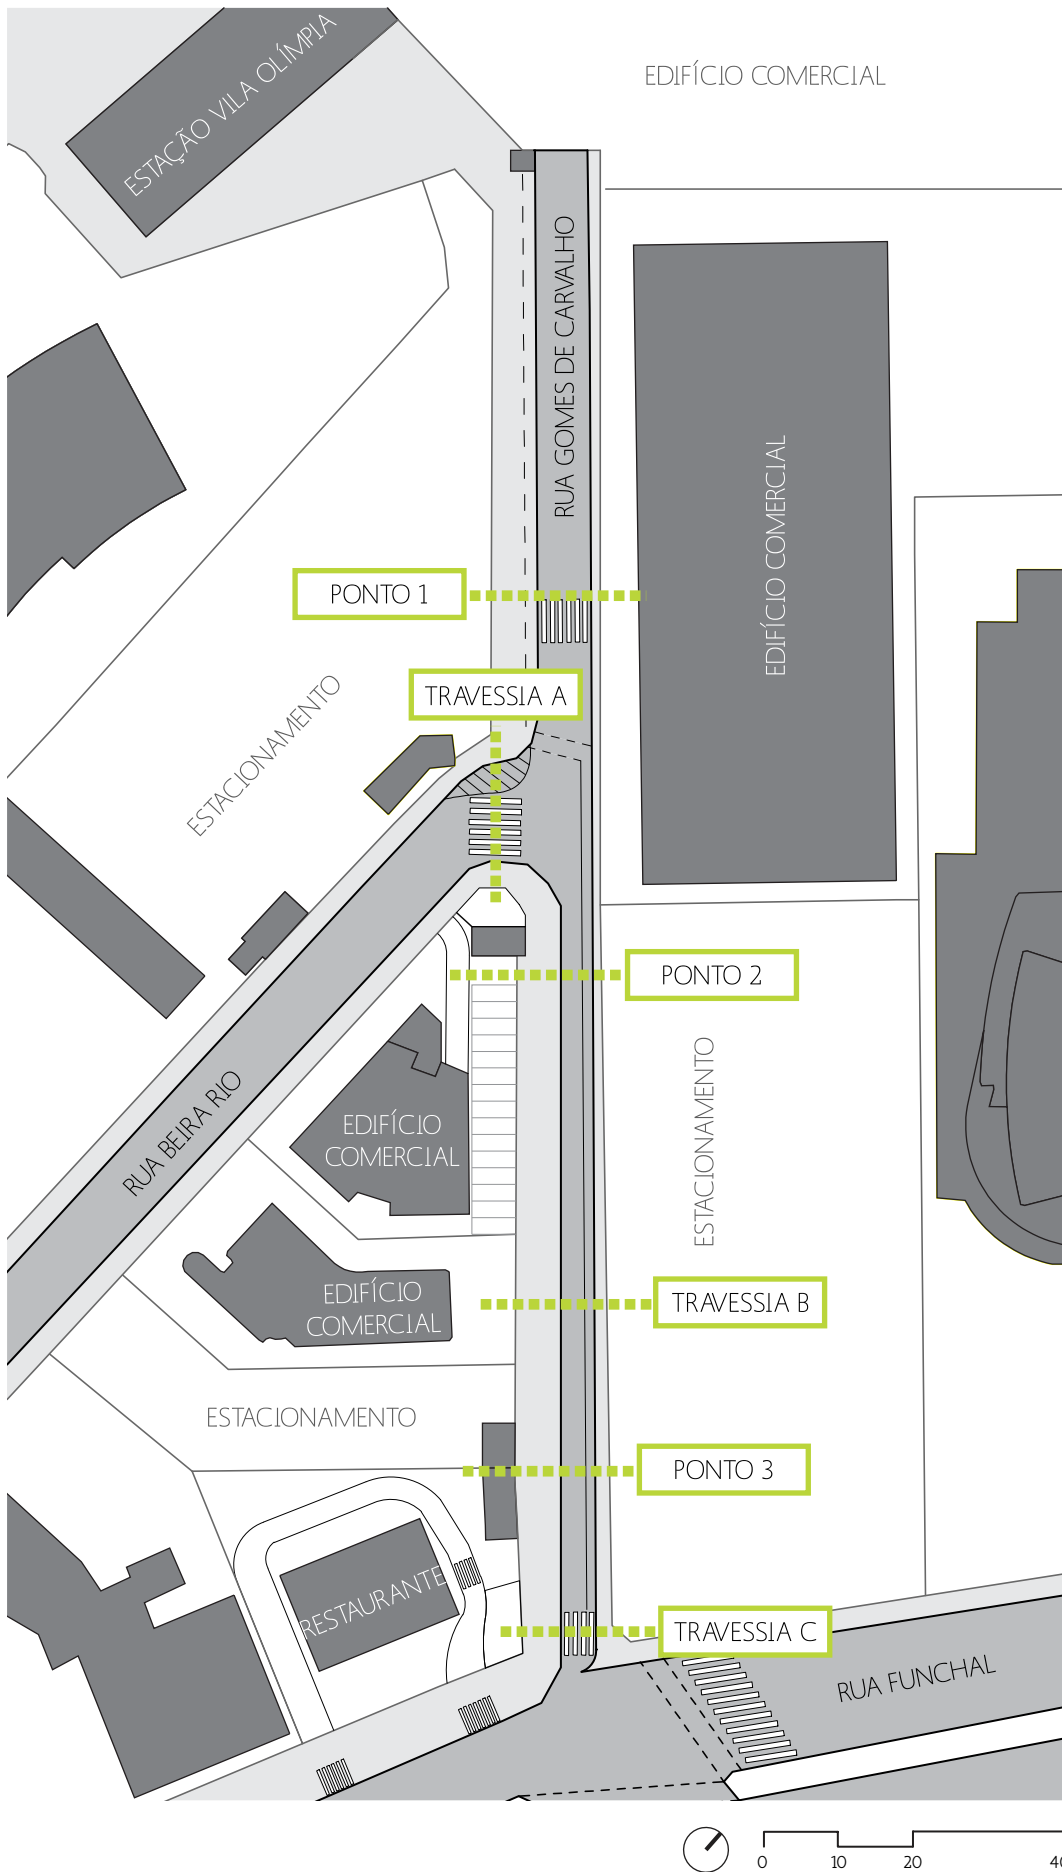 EDIFÍCIO COMERCIAL
ESTAÇÃO VILA OLÍMPIA
RUA GOMES DE CARVALHO
EDIFÍCIO COMERCIAL
PONTO 1
TRAVESSIA A
ESTACIONAMENTO
PONTO 2
ESTACIONAMENTO
RUA BEIRA RIO
EDIFÍCIO
COMERCIAL
EDIFÍCIO
COMERCIAL
TRAVESSIA B
ESTACIONAMENTO
PONTO 3
RESTAURANTE
TRAVESSIA C
RUA FUNCHAL
0 10 20 40